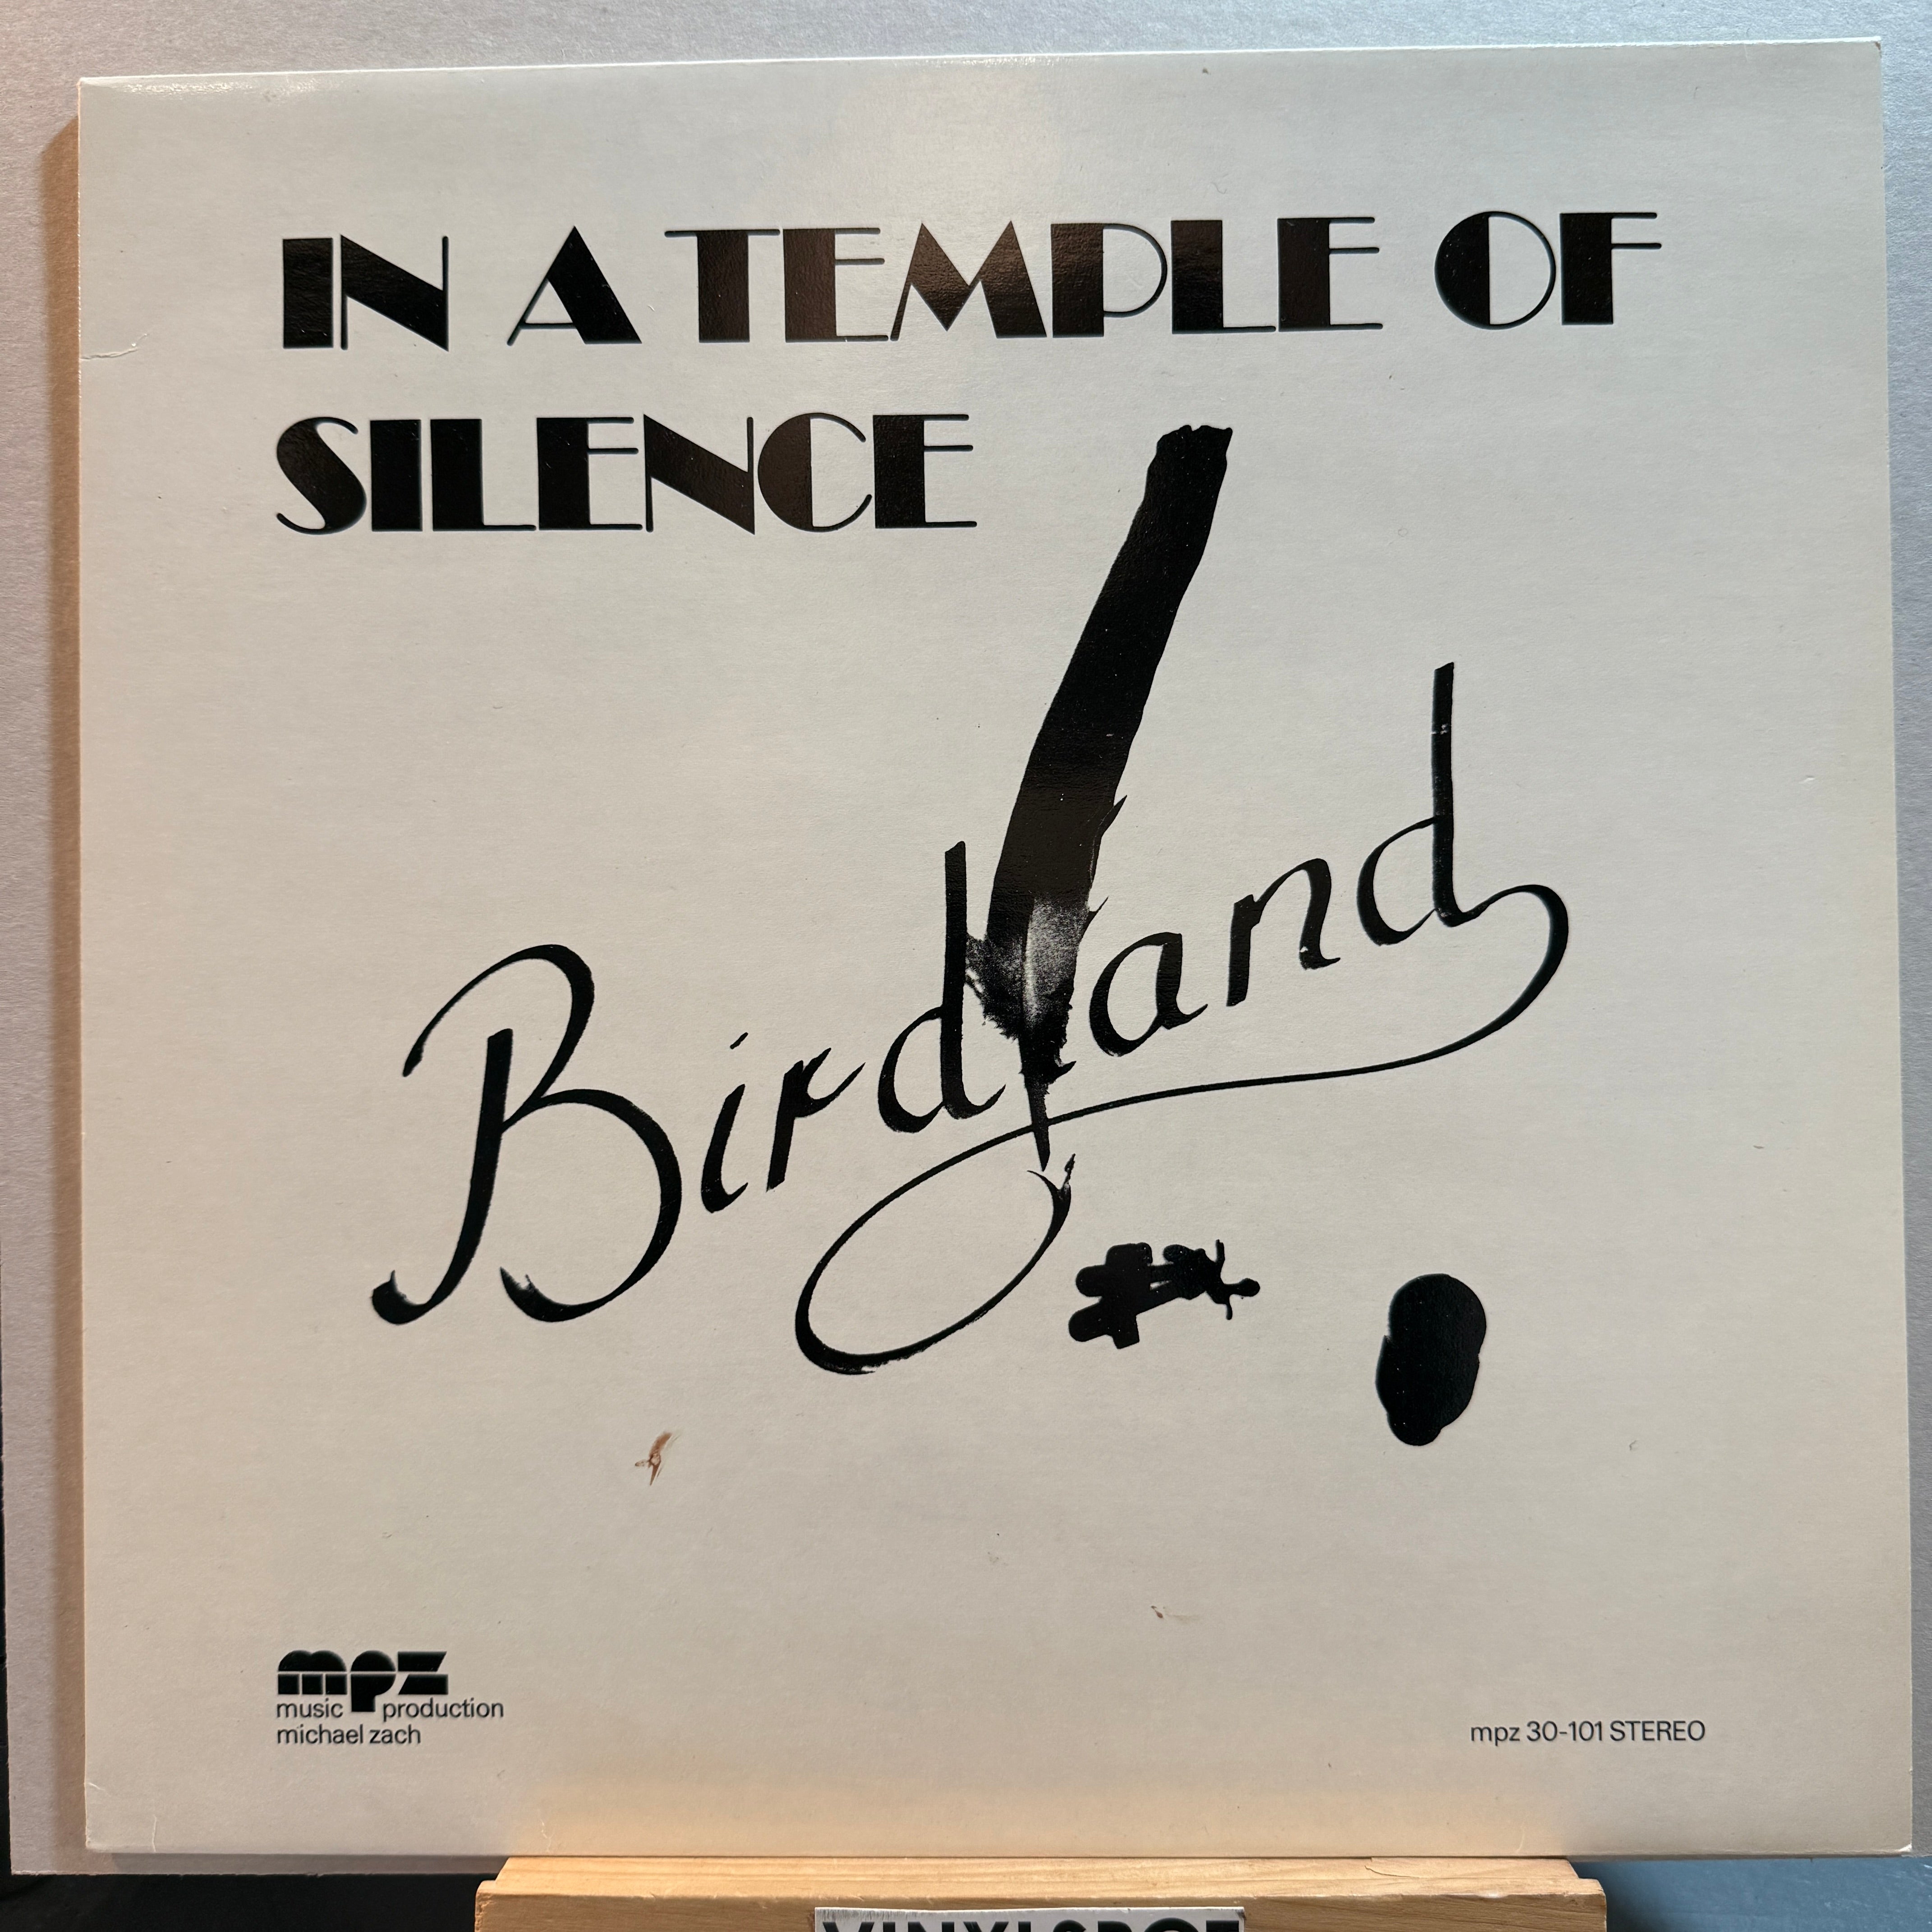 IN A TEMPLE OF
SILENCE
Birdland
mpz
music production
michael zach
mpz 30-101 STEREO